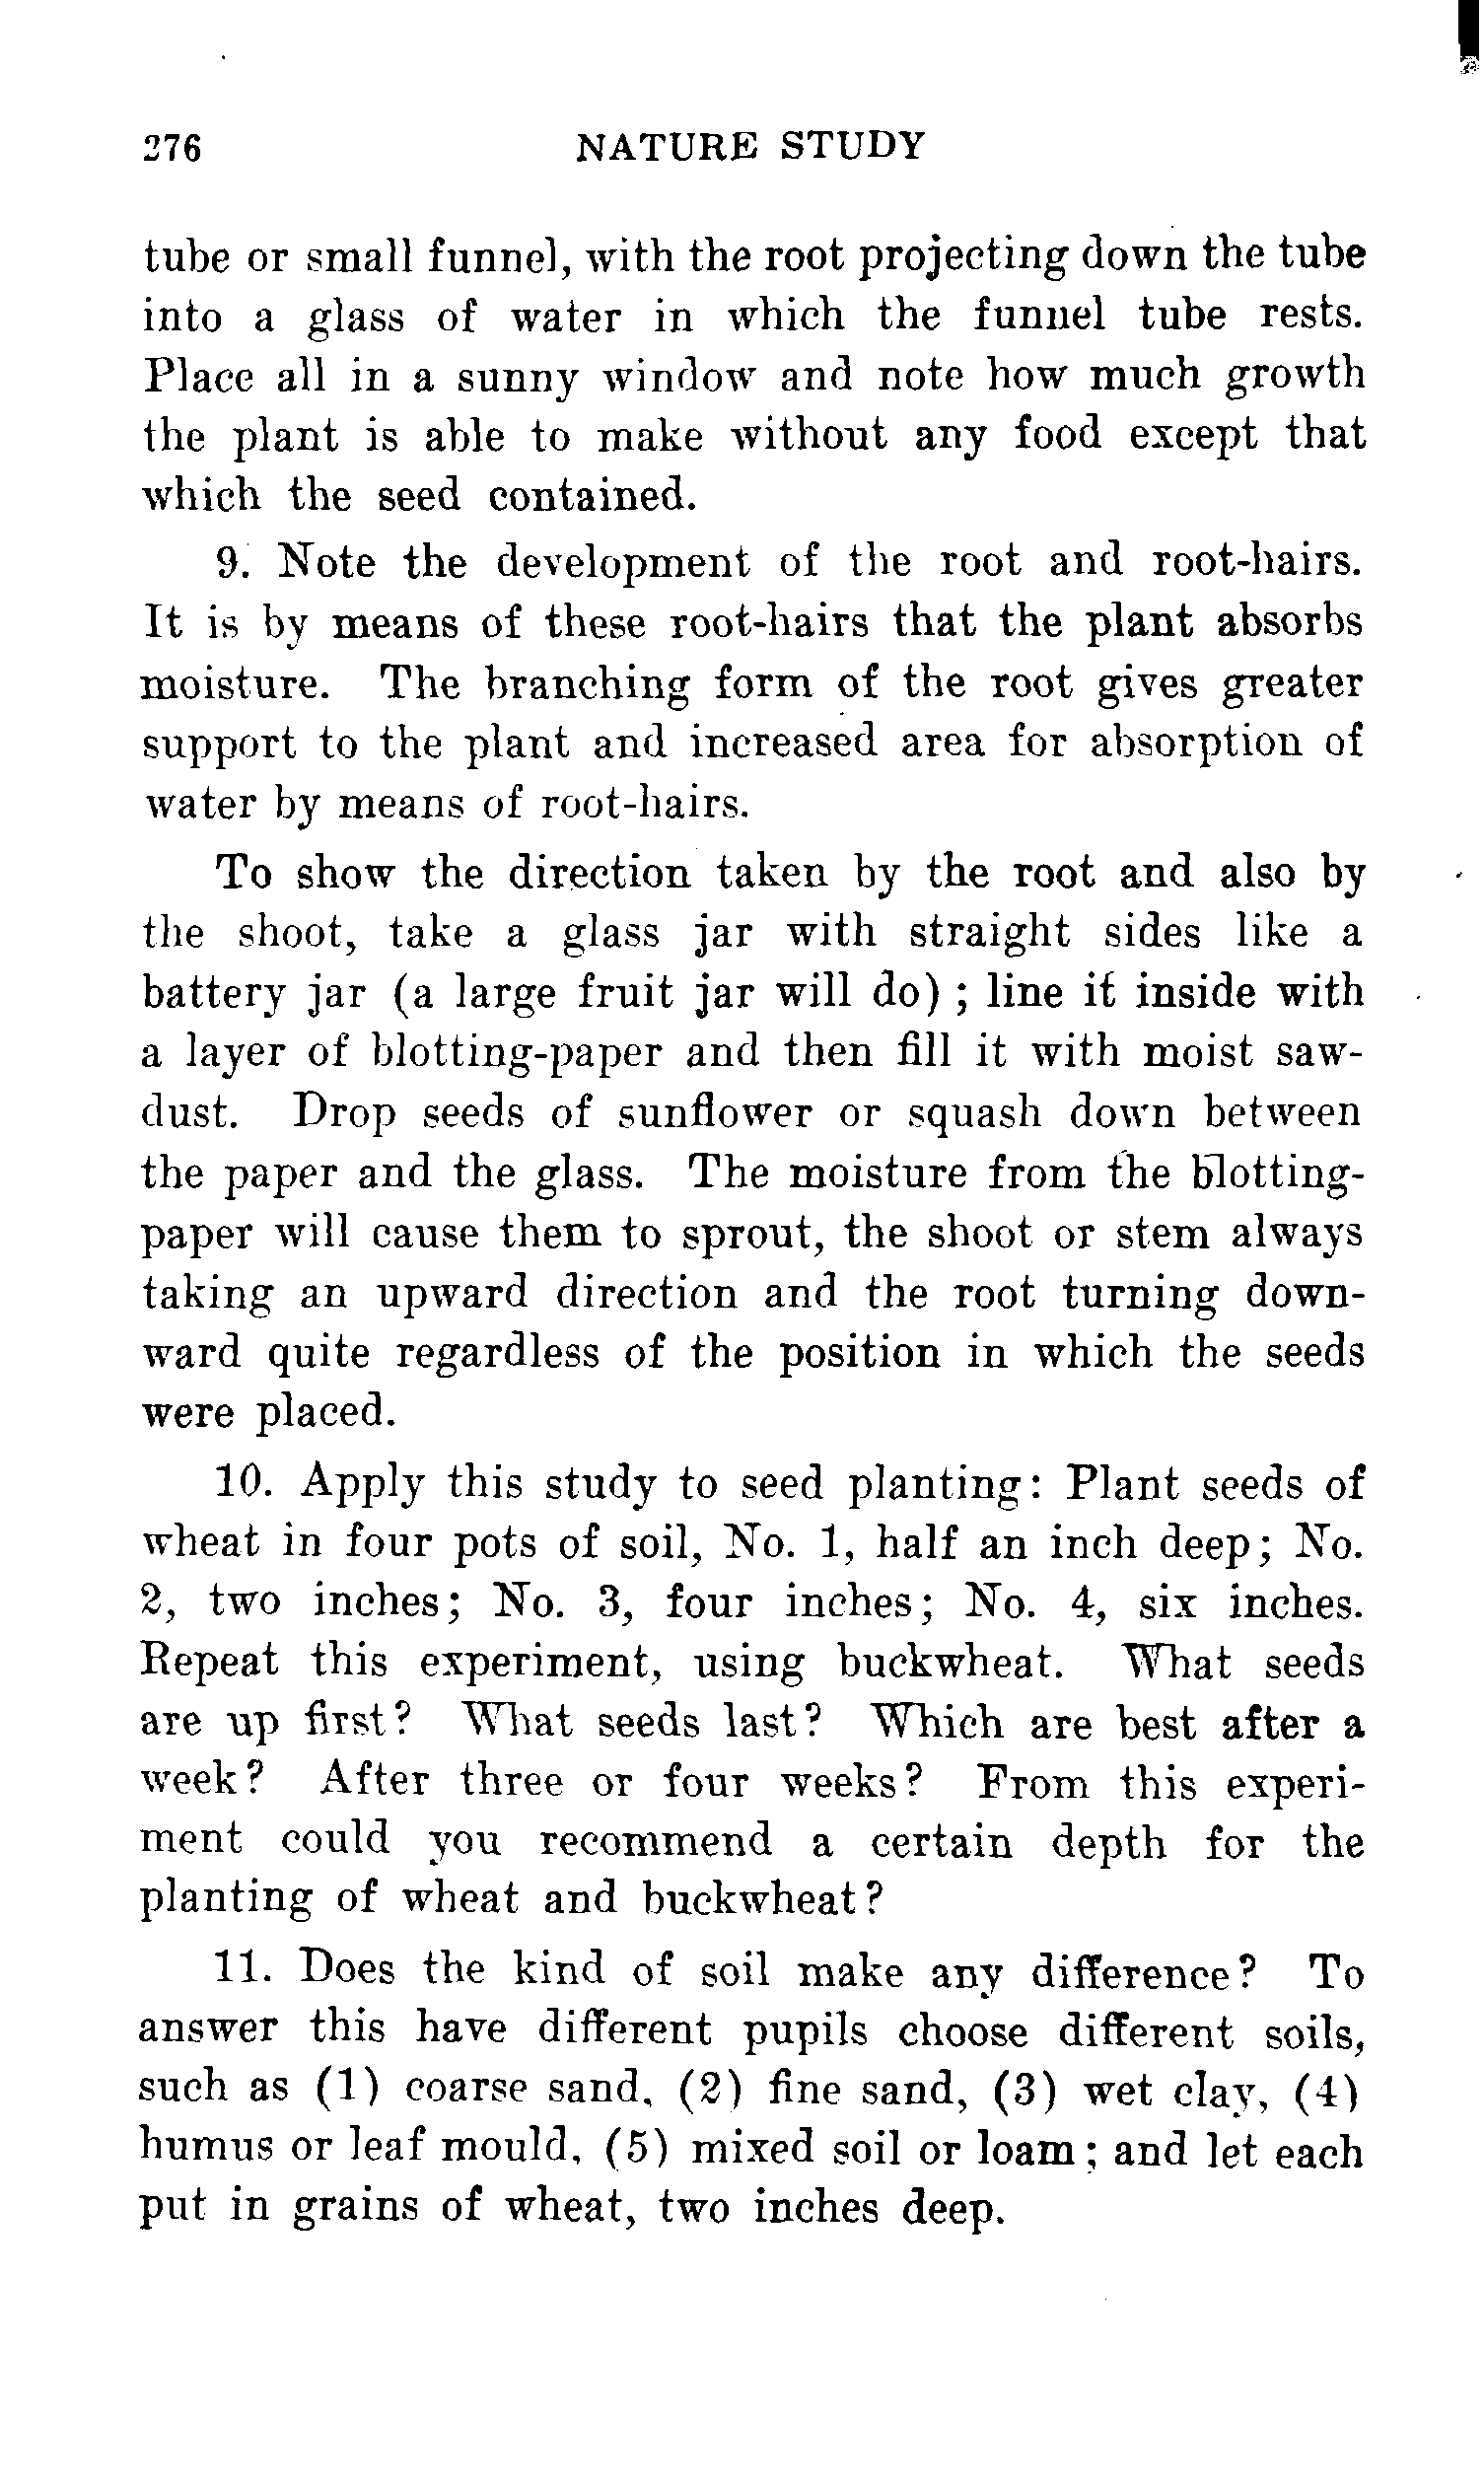 276 NATURE STUDY
tube or small funnel, with the root projecting down the tube
into a glass of water in which the funnel tube rests.
Place all in a sunny window and note how much growth
the plant is able to make without any food except that
which the seed contained.
9. Note the development of the root and root-hairs.
It is by means of these root-hairs that the plant absorbs
moisture. The branching form of the root gives greater
support to the plant and increased area for absorption of
water by means of root-hairs.
To show the direction taken by the root and also by
the shoot, take a glass jar with straight sides like a
battery jar (a large fruit jar will do) ; line it inside with
a layer of blotting-paper and then fill it with moist saw-
dust. Drop seeds of sunflower or squash down between
the paper and the glass. The moisture from the blotting-
paper will cause them to sprout, the shoot or stem always
taking an upward direction and the root turning down-
ward quite regardless of the position in which the seeds
were placed.
10. Apply this study to seed planting: Plant seeds of
wheat in four pots of soil, No. 1, half an inch deep; No.
2, two inches; No. 3, four inches; No. 4, six inches.
Repeat this experiment, using buckwheat. What seeds
are up first? What seeds last? Which are best after a
week? After three or four weeks? From this experi-
ment could you recommend a certain depth for the
planting of wheat and buckwheat?
11. Does the kind of soil make any difference? To
answer this have different pupils choose different soils,
such as (1) coarse sand, (2) fine sand, (3) wet clay, (4)
humus or leaf mould, (5) mixed soil or loam; and let each
put in grains of wheat, two inches deep.